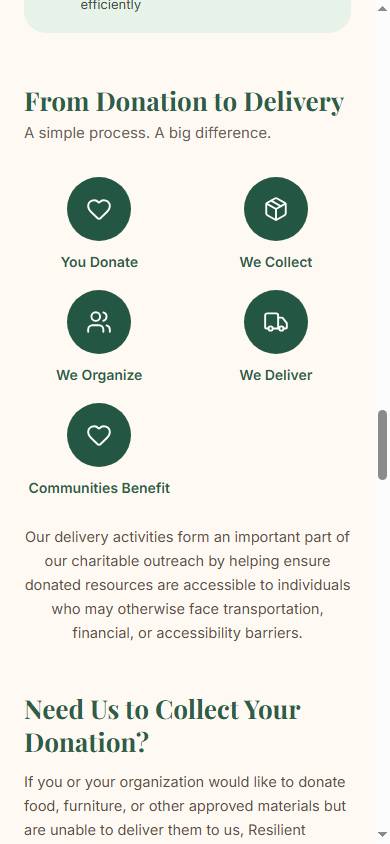 efficiently
From Donation to Delivery
A simple process. A big difference.
You Donate
We Collect
We Organize
We Deliver
Communities Benefit
Our delivery activities form an important part of
our charitable outreach by helping ensure
donated resources are accessible to individuals
who may otherwise face transportation,
financial, or accessibility barriers.
Need Us to Collect Your
Donation?
If you or your organization would like to donate
food, furniture, or other approved materials but
are unable to deliver them to us, Resilient